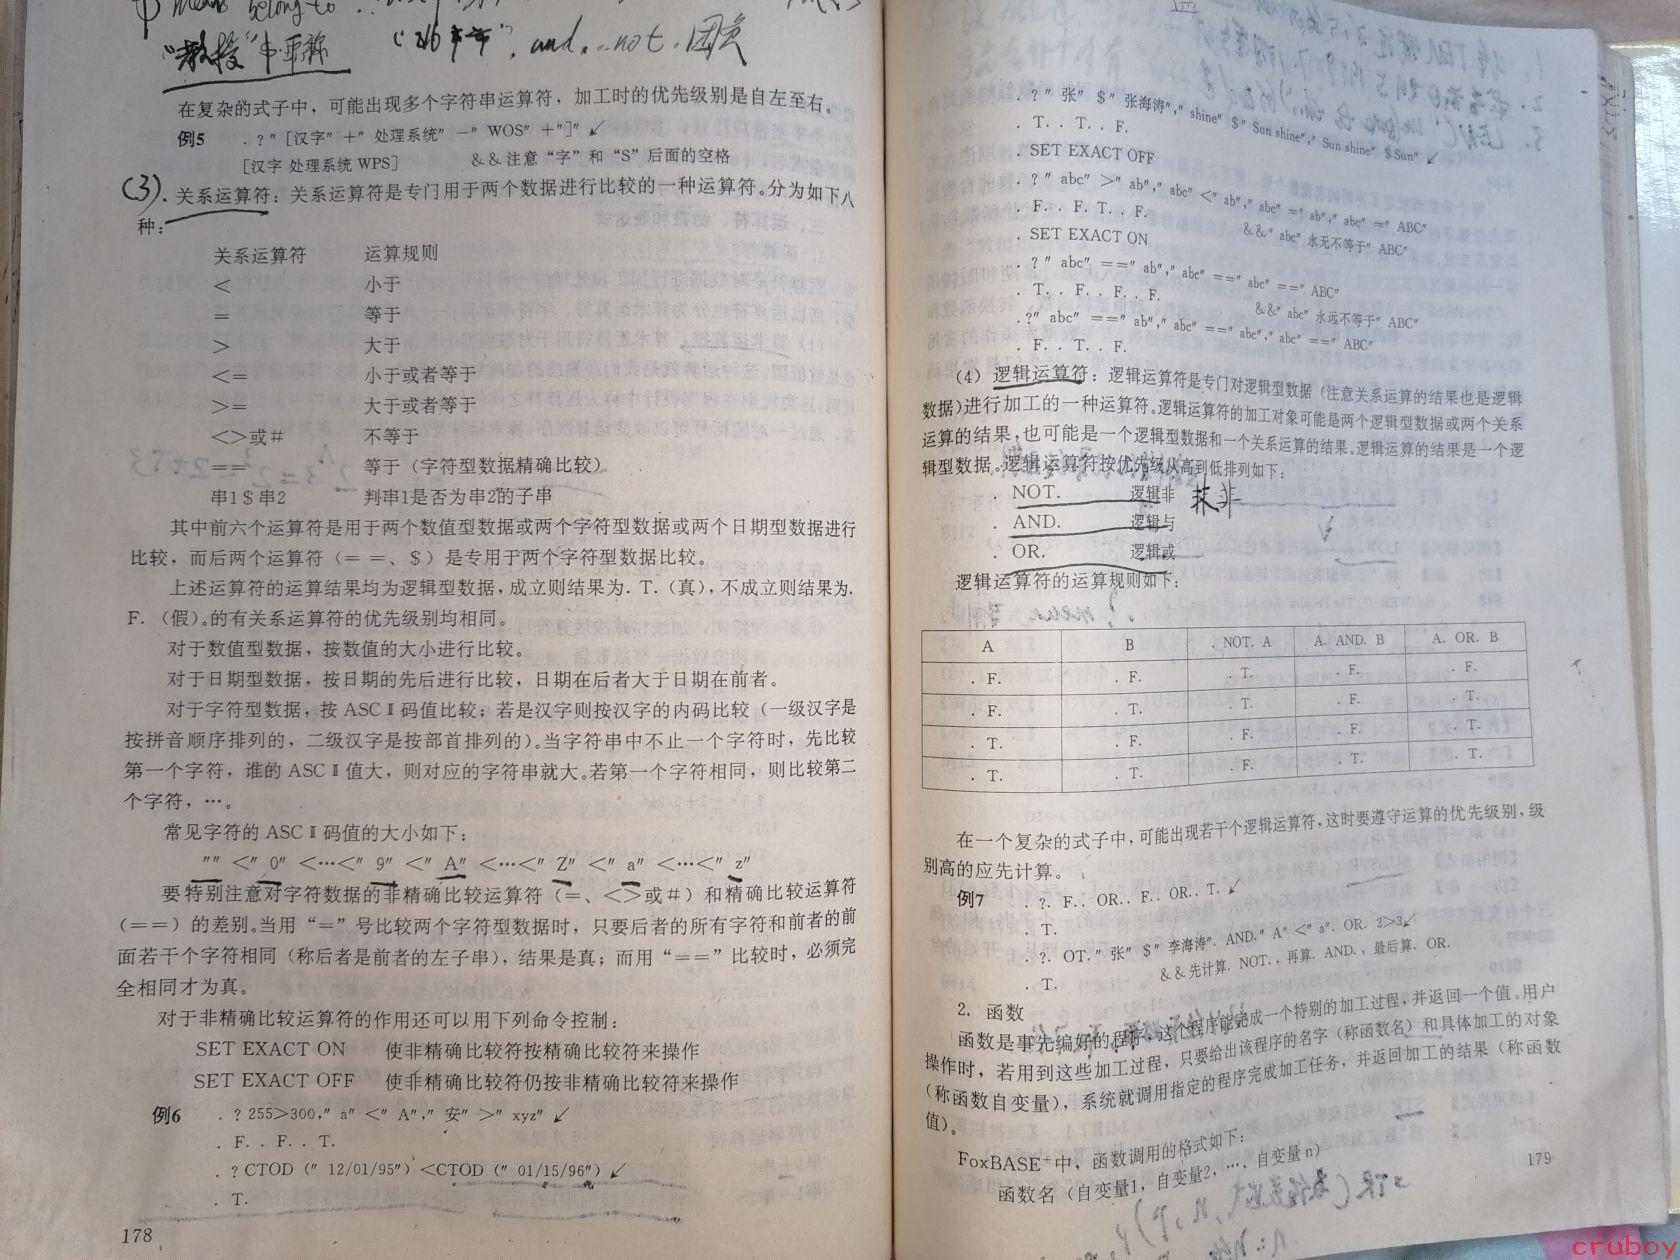 means belong to
"教授"串耳称 and. not. 困兔
在复杂的式子中，可能出现多个字符串运算符，加工时的优先级别是自左至右。
例5 . ?"[汉字"+"处理系统"－"WOS"+"]"↙
[汉字 处理系统 WPS] &&注意“字”和“S”后面的空格
(3). 关系运算符：关系运算符是专门用于两个数据进行比较的一种运算符。分为如下八
种：
关系运算符 运算规则
< 小于
= 等于
> 大于
<= 小于或者等于
>= 大于或者等于
<>或# 不等于
== 等于（字符型数据精确比较）
串1 $ 串2 判串1是否为串2的子串
其中前六个运算符是用于两个数值型数据或两个字符型数据或两个日期型数据进行
比较，而后两个运算符（==、$）是专用于两个字符型数据比较。
上述运算符的运算结果均为逻辑型数据，成立则结果为. T.（真），不成立则结果为.
F.（假）。的有关系运算符的优先级别均相同。
对于数值型数据，按数值的大小进行比较。
对于日期型数据，按日期的先后进行比较，日期在后者大于日期在前者。
对于字符型数据，按 ASCⅡ码值比较；若是汉字则按汉字的内码比较（一级汉字是
按拼音顺序排列的，二级汉字是按部首排列的）。当字符串中不止一个字符时，先比较
第一个字符，谁的 ASCⅡ值大，则对应的字符串就大。若第一个字符相同，则比较第二
个字符，…。
常见字符的 ASCⅡ码值的大小如下：
"" <"0" <…<"9" <"A" <…<"Z" <"a" <…<"z"
要特别注意对字符数据的非精确比较运算符（=、<>或#）和精确比较运算符
（==）的差别。当用“=”号比较两个字符型数据时，只要后者的所有字符和前者的前
面若干个字符相同（称后者是前者的左子串），结果是真；而用“==”比较时，必须完
全相同才为真。
对于非精确比较运算符的作用还可以用下列命令控制：
SET EXACT ON 使非精确比较符按精确比较符来操作
SET EXACT OFF 使非精确比较符仍按非精确比较符来操作
例6 . ? 255>300,"a"<"A","安">"xyz"↙
. F. . F. . T.
. ? CTOD ("12/01/95")<CTOD ("01/15/96")↙
. T.
178
. ?"张"$"张海涛","shine"$"Sun shine","Sun shine"$Sun"↙
. T. . T. . F.
. SET EXACT OFF
. ?"abc">"ab","abc"<"ab","abc"="ab","abc"="ABC"
. F. . F. T. . F. &&"abc"永无不等于"ABC"
. SET EXACT ON
. ?"abc"=="ab","abc"=="abc"=="ABC"
. T. . F. . F. . F. &&"abc"永远不等于"ABC"
. ?"abc"=="ab","abc"=="abc","abc"=="ABC"
. F. . T. . F.
（4）逻辑运算符：逻辑运算符是专门对逻辑型数据（注意关系运算的结果也是逻辑
数据）进行加工的一种运算符。逻辑运算符的加工对象可能是两个逻辑型数据或两个关系
运算的结果，也可能是一个逻辑型数据和一个关系运算的结果。逻辑运算的结果是一个逻
辑型数据。逻辑运算符按优先级从高到低排列如下：
. NOT. 逻辑非
. AND. 逻辑与
. OR. 逻辑或
逻辑运算符的运算规则如下：
A B . NOT. A A. AND. B A. OR. B
. F. . F. . T. . F. . F.
. F. . T. . T. . F. . T.
. T. . F. . F. . F. . T.
. T. . T. . F. . T. . T.
在一个复杂的式子中，可能出现若干个逻辑运算符，这时要遵守运算的优先级别，级
别高的应先计算。
例7 . ?. F. . OR. . F. . OR. . T. ↙
. T.
. ?. OT."张"$"李海涛". AND."A"<"a". OR. 2>3↙
. T. &&先计算. NOT.，再算. AND.，最后算. OR.
2. 函数
函数是事先编好的程序，这个程序能完成一个特别的加工过程，并返回一个值。用户
操作时，若用到这些加工过程，只要给出该程序的名字（称函数名）和具体加工的对象
（称函数自变量），系统就调用指定的程序完成加工任务，并返回加工的结果（称函数
值）。
FoxBASE+中，函数调用的格式如下：
函数名（自变量1，自变量2，…，自变量 n）
179
cruboy